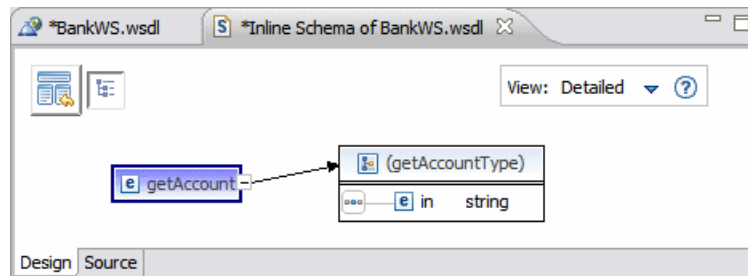 *BankWS.wsdl *Inline Schema of BankWS.wsdl
View: Detailed
(getAccountType)
e getAccount
e in string
Design Source